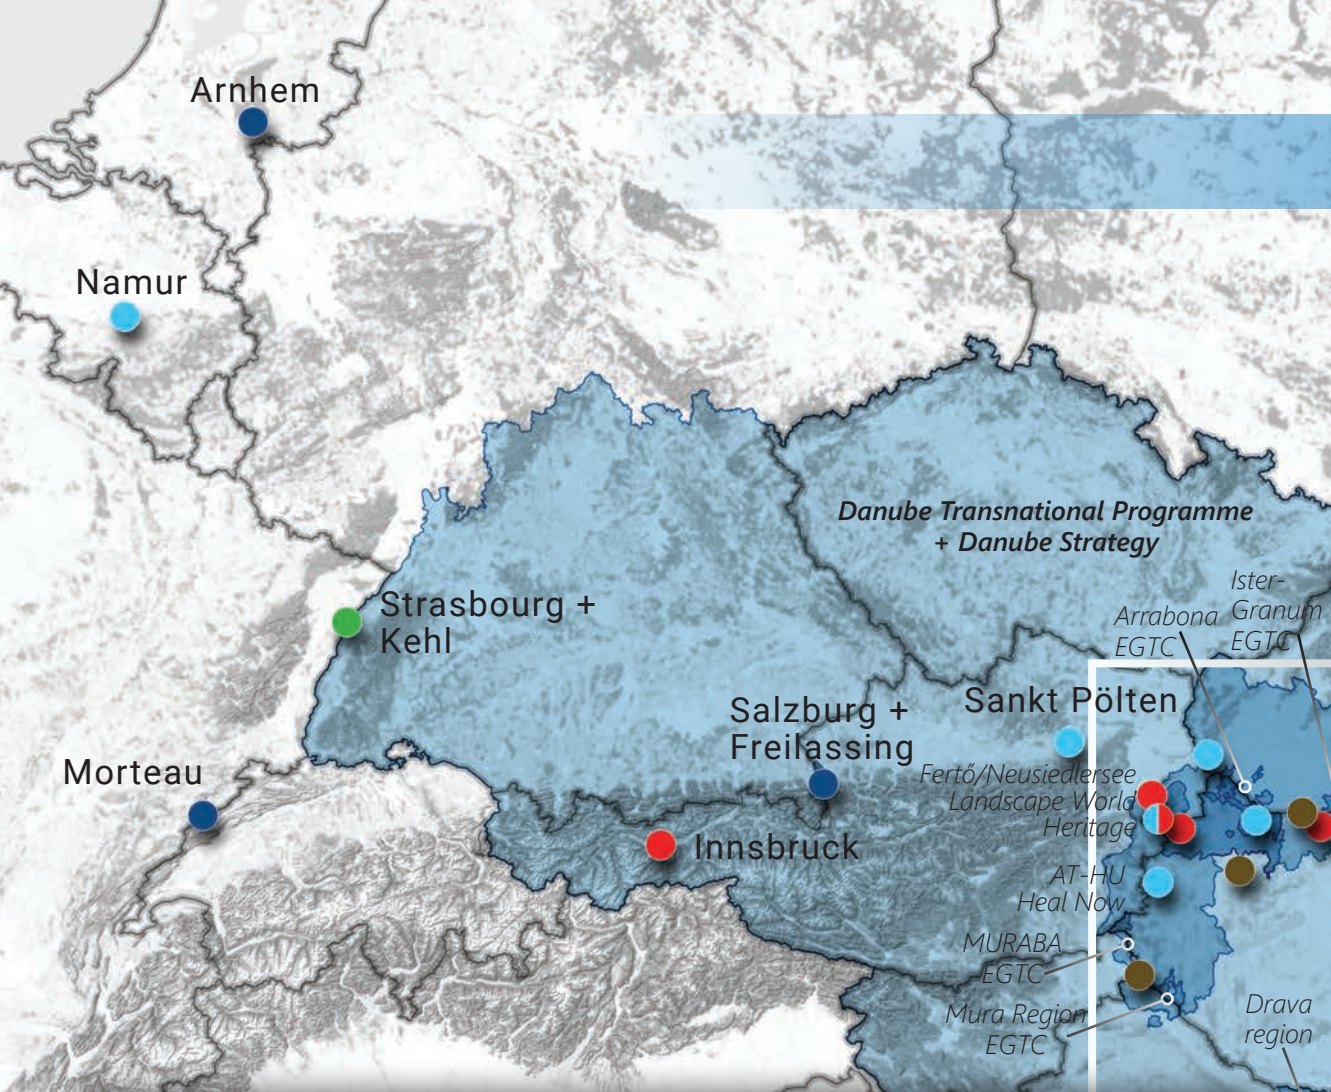 Arnhem
Namur
Danube Transnational Programme
+ Danube Strategy
Ister-
Granum
EGTC
Arrabona
EGTC
Strasbourg +
Kehl
Sankt Pölten
Salzburg +
Freilassing
Morteau
Fertő/Neusiedlersee
Landscape World
Heritage
Innsbruck
AT-HU
Heal Now
MURABA
EGTC
Mura Region
EGTC
Drava
region